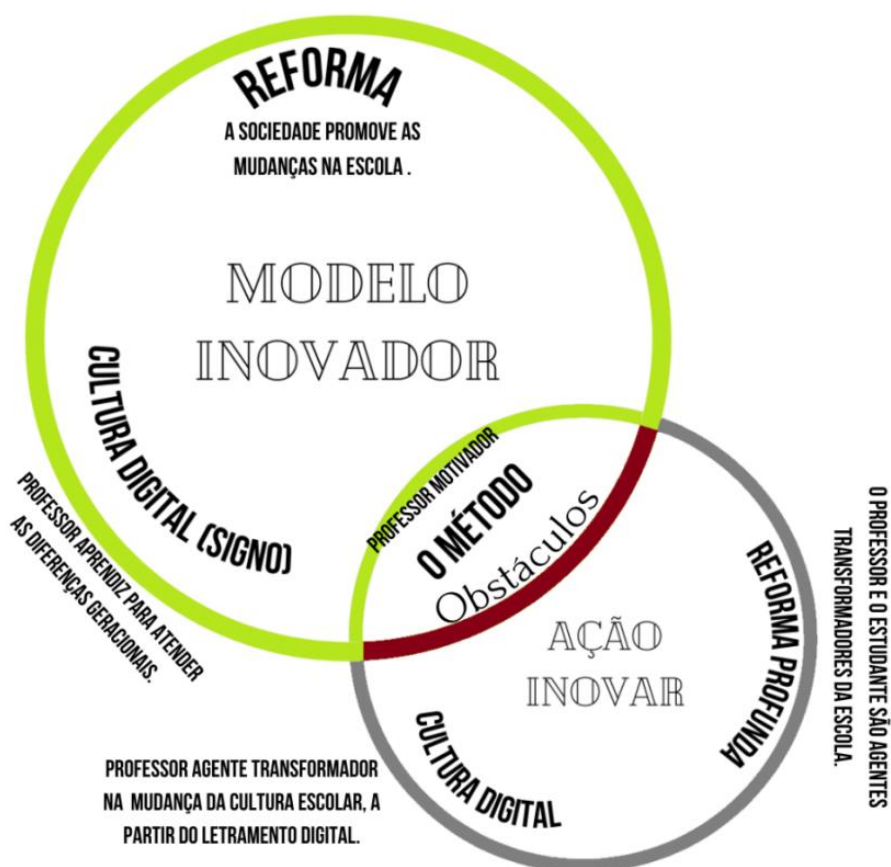 REFORMA
A SOCIEDADE PROMOVE AS
MUDANÇAS NA ESCOLA .
MODELO
INOVADOR
CULTURA DIGITAL (SIGNO)
PROFESSOR APRENDIZ PARA ATENDER
AS DIFERENÇAS GERACIONAIS.
PROFESSOR MOTIVADOR
O MÉTODO
Obstáculos
AÇÃO
INOVAR
REFORMA PROFUNDA
CULTURA DIGITAL
O PROFESSOR E O ESTUDANTE SÃO AGENTES
TRANSFORMADORES DA ESCOLA.
PROFESSOR AGENTE TRANSFORMADOR
NA MUDANÇA DA CULTURA ESCOLAR, A
PARTIR DO LETRAMENTO DIGITAL.